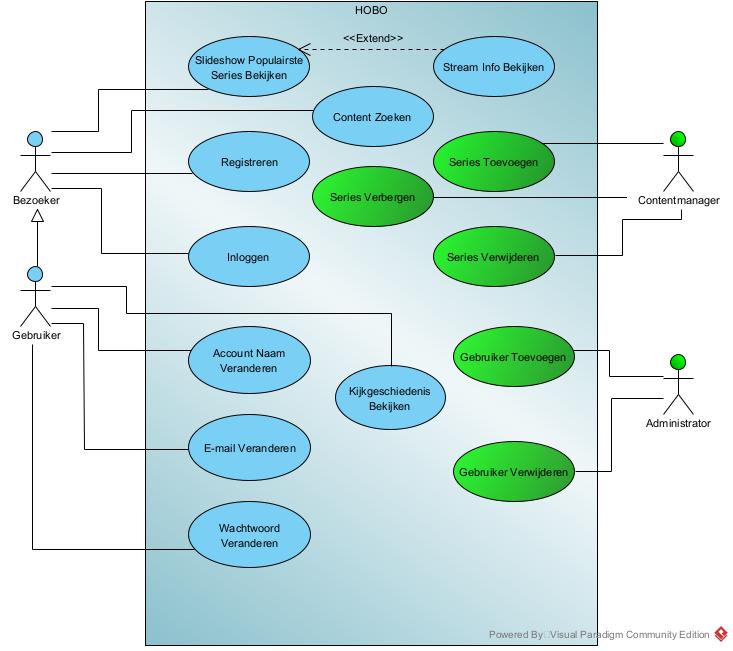 HOBO
<<Extend>>
Slideshow Populairste
Series Bekijken
Stream Info Bekijken
Content Zoeken
Registreren
Series Toevoegen
Series Verbergen
Bezoeker
Contentmanager
Inloggen
Series Verwijderen
Gebruiker
Account Naam
Veranderen
Gebruiker Toevoegen
Kijkgeschiedenis
Bekijken
Administrator
E-mail Veranderen
Gebruiker Verwijderen
Wachtwoord
Veranderen
Powered By Visual Paradigm Community Edition